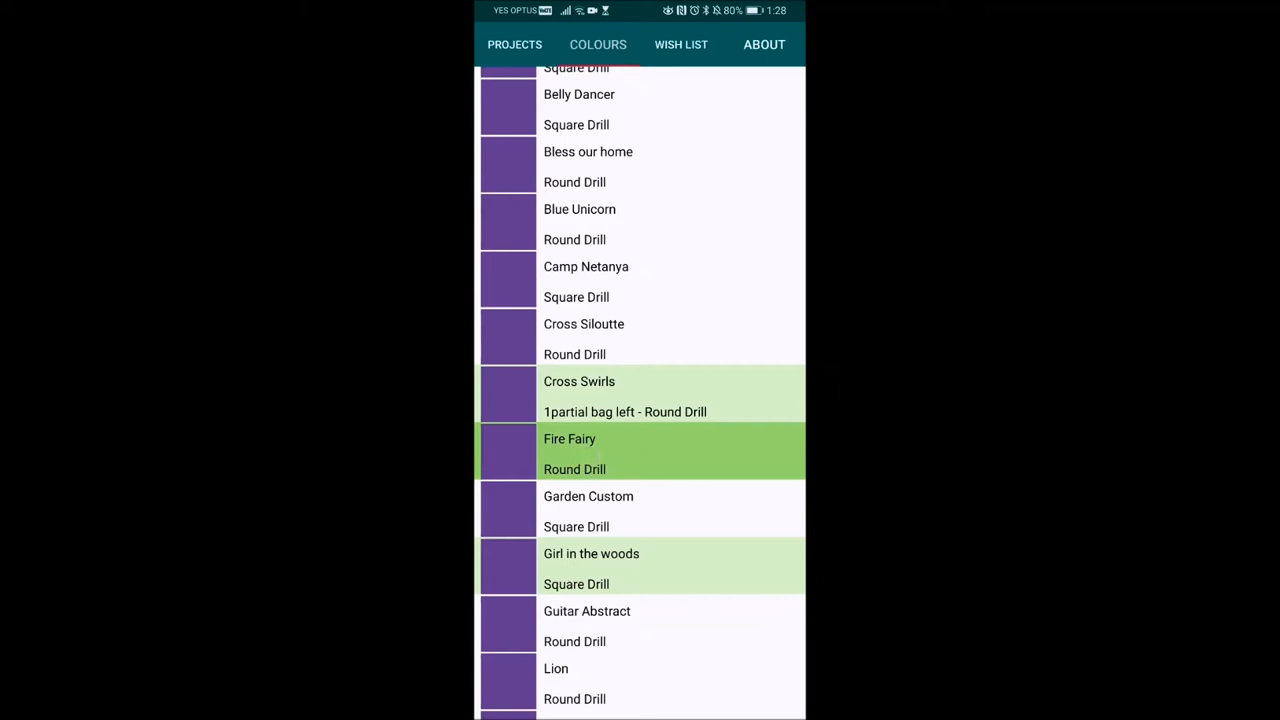 YES OPTUS 80% 1:28
PROJECTS COLOURS WISH LIST ABOUT
Square Drill
Belly Dancer
Square Drill
Bless our home
Round Drill
Blue Unicorn
Round Drill
Camp Netanya
Square Drill
Cross Siloutte
Round Drill
Cross Swirls
1partial bag left - Round Drill
Fire Fairy
Round Drill
Garden Custom
Square Drill
Girl in the woods
Square Drill
Guitar Abstract
Round Drill
Lion
Round Drill